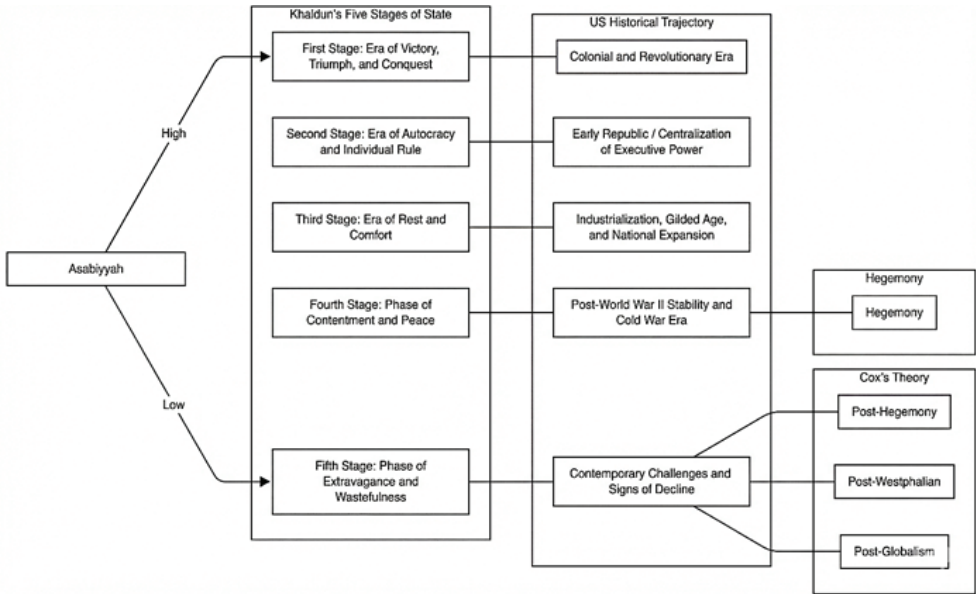 Khaldun's Five Stages of State
US Historical Trajectory
First Stage: Era of Victory,
Triumph, and Conquest
Colonial and Revolutionary Era
High
Second Stage: Era of Autocracy
and Individual Rule
Early Republic / Centralization
of Executive Power
Third Stage: Era of Rest and
Comfort
Industrialization, Gilded Age,
and National Expansion
Asabiyyah
Hegemony
Fourth Stage: Phase of
Contentment and Peace
Post-World War II Stability and
Cold War Era
Hegemony
Cox's Theory
Low
Post-Hegemony
Fifth Stage: Phase of
Extravagance and
Wastefulness
Contemporary Challenges and
Signs of Decline
Post-Westphalian
Post-Globalism